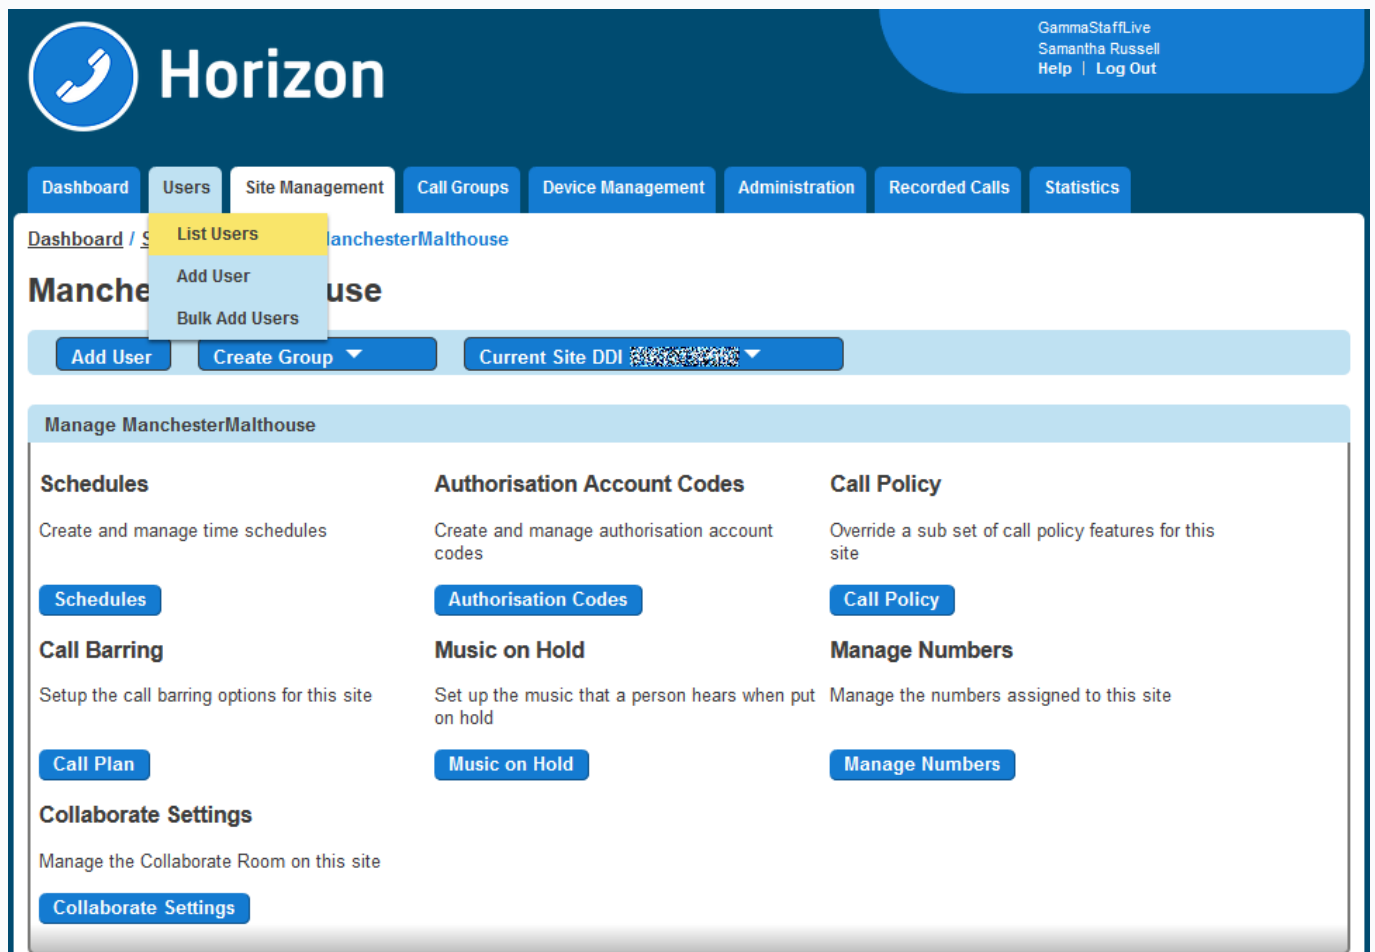 Horizon
GammaStaffLive
Samantha Russell
Help | Log Out
Dashboard Users Site Management Call Groups Device Management Administration Recorded Calls Statistics
Dashboard / S
List Users
Add User
Bulk Add Users
anchesterMalthouse
Manche use
Add User Create Group Current Site DDI
Manage ManchesterMalthouse
Schedules
Create and manage time schedules
Schedules
Authorisation Account Codes
Create and manage authorisation account
codes
Authorisation Codes
Call Policy
Override a sub set of call policy features for this
site
Call Policy
Call Barring
Setup the call barring options for this site
Call Plan
Music on Hold
Set up the music that a person hears when put
on hold
Music on Hold
Manage Numbers
Manage the numbers assigned to this site
Manage Numbers
Collaborate Settings
Manage the Collaborate Room on this site
Collaborate Settings